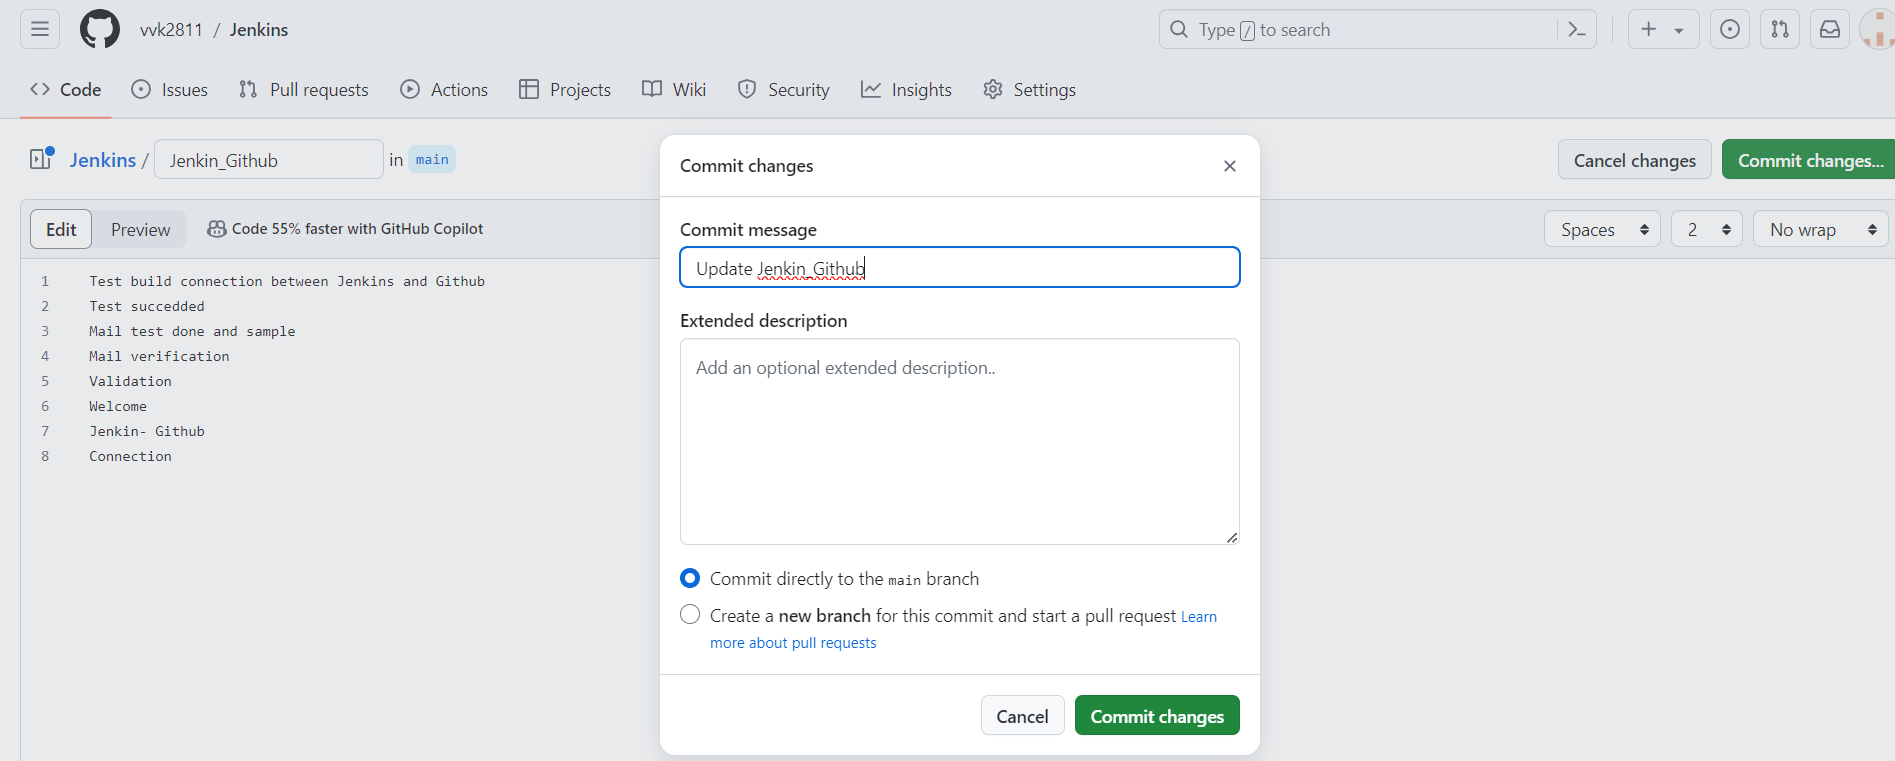 vvk2811 / Jenkins
Type / to search
Code Issues Pull requests Actions Projects Wiki Security Insights Settings
Jenkins / Jenkin_Github in main
Cancel changes Commit changes...
Edit Preview Code 55% faster with GitHub Copilot
Spaces 2 No wrap
1 Test build connection between Jenkins and Github
2 Test succedded
3 Mail test done and sample
4 Mail verification
5 Validation
6 Welcome
7 Jenkin- Github
8 Connection
Commit changes
Commit message
Update Jenkin_Github
Extended description
Add an optional extended description..
Commit directly to the main branch
Create a new branch for this commit and start a pull request Learn
more about pull requests
Cancel Commit changes